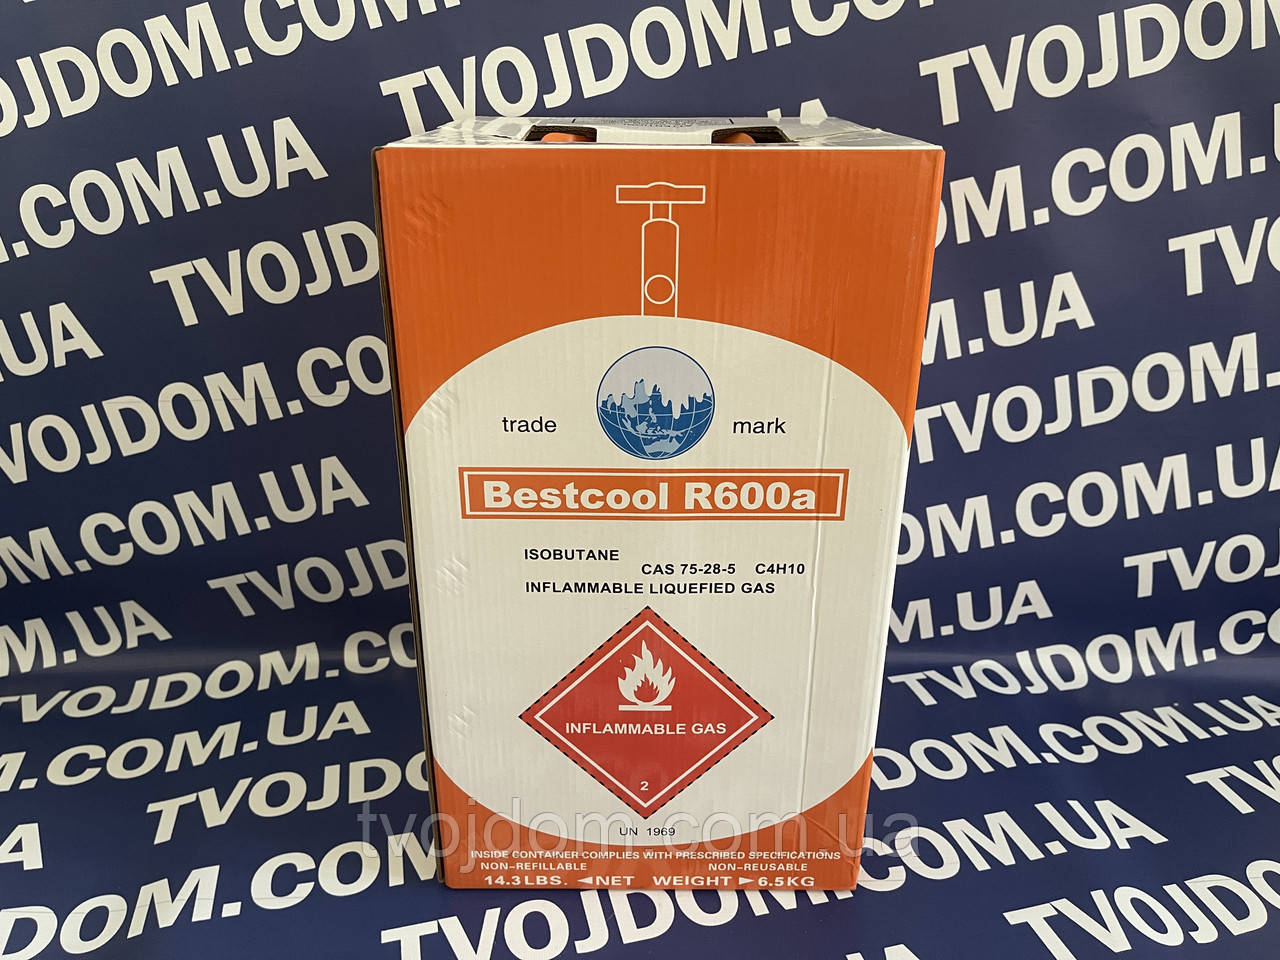 trade mark
Bestcool R600a
ISOBUTANE
CAS 75-28-5 C4H10
INFLAMMABLE LIQUEFIED GAS
INFLAMMABLE GAS
2
UN 1969
INSIDE CONTAINER COMPLIES WITH PRESCRIBED SPECIFICATIONS
NON-REFILLABLE NON-REUSABLE
14.3 LBS. ◄NET WEIGHT ►6.5KG
tvojdom.com.ua
TVOJDOM.COM.UA